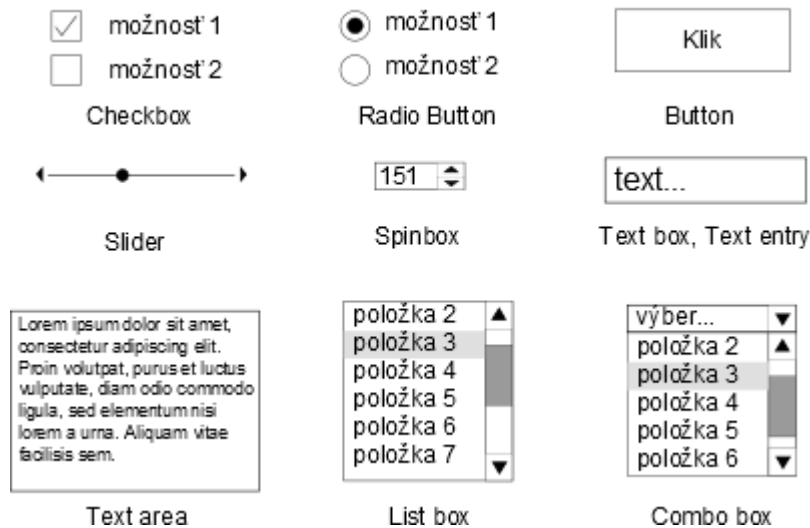 možnosť 1
možnosť 2
Checkbox
možnosť 1
možnosť 2
Radio Button
Klik
Button
Slider
151
Spinbox
text...
Text box, Text entry
Lorem ipsum dolor sit amet,
consectetur adipiscing elit.
Proin volutpat, purus et luctus
vulputate, diam odio commodo
ligula, sed elementum nisi
lorem a urna. Aliquam vitae
facilisis sem.
Text area
položka 2
položka 3
položka 4
položka 5
položka 6
položka 7
List box
výber...
položka 2
položka 3
položka 4
položka 5
položka 6
Combo box